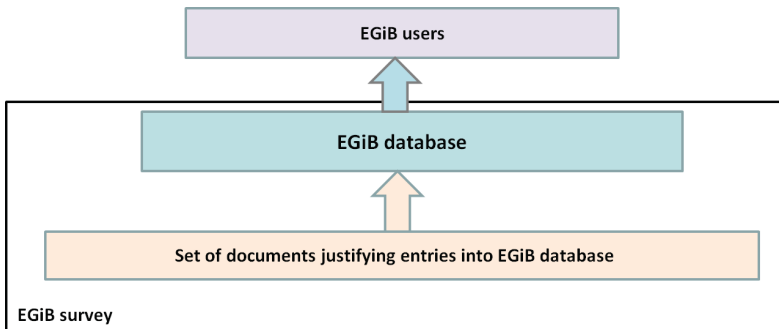 EGiB users
EGiB database
Set of documents justifying entries into EGiB database
EGiB survey